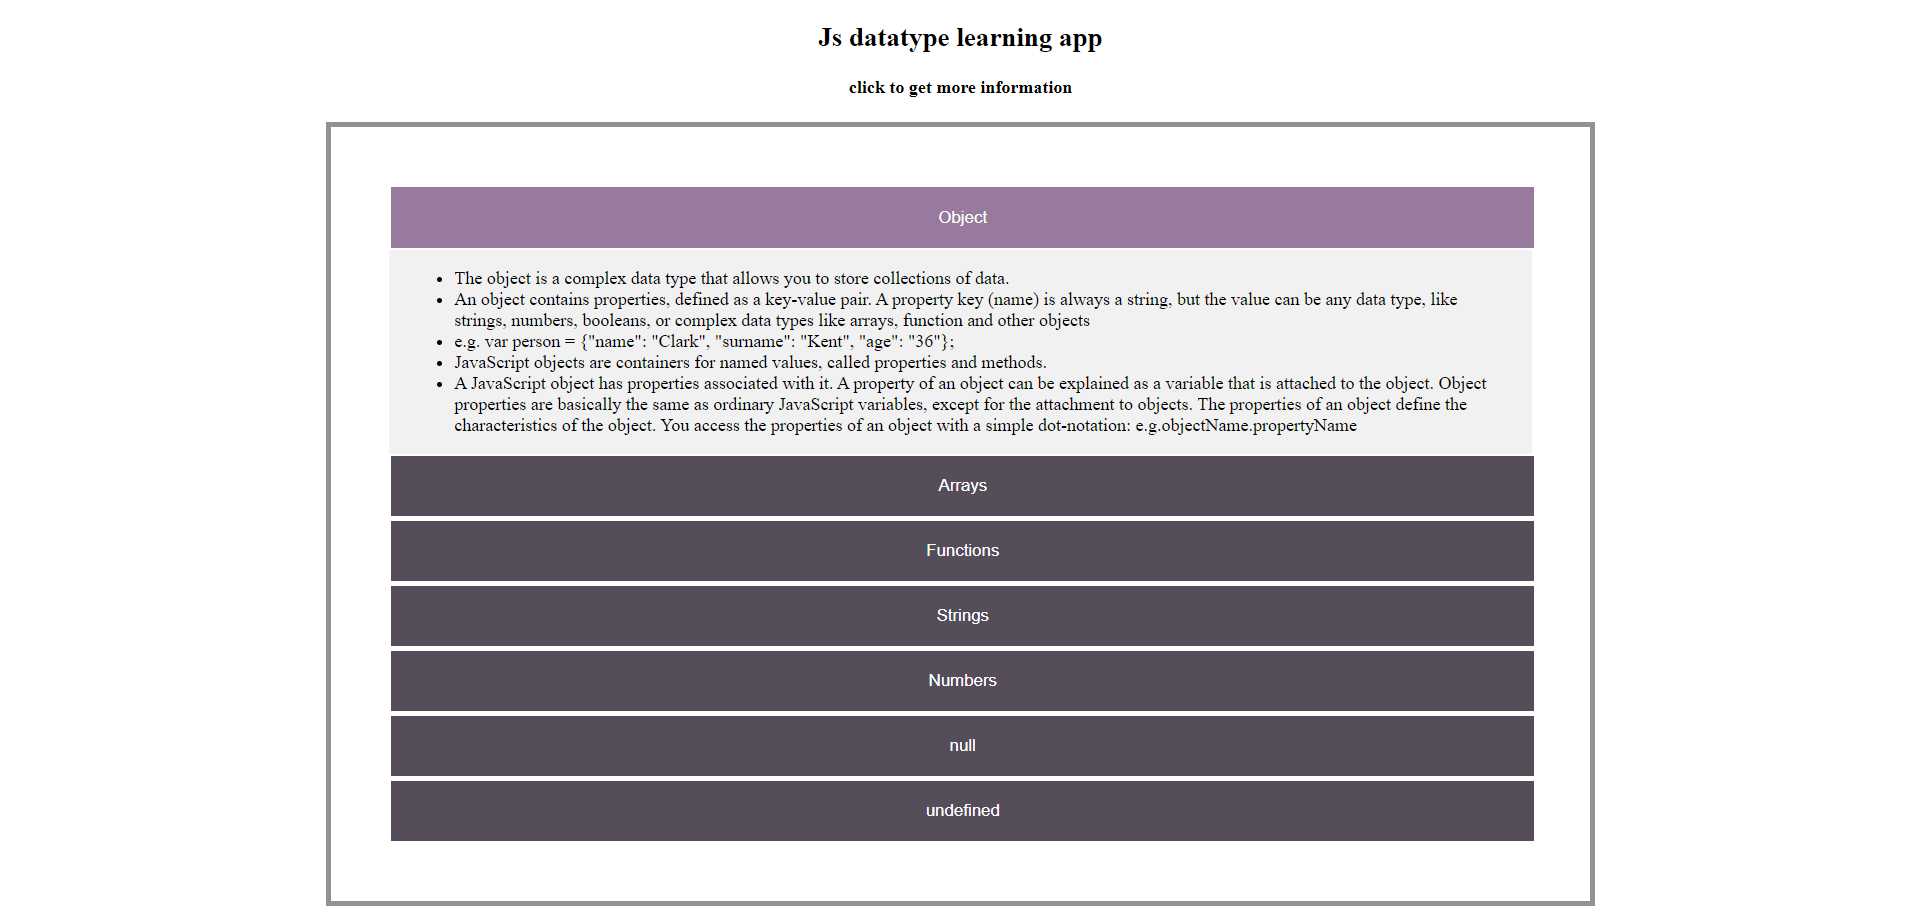 Js datatype learning app
click to get more information
Object
• The object is a complex data type that allows you to store collections of data.
• An object contains properties, defined as a key-value pair. A property key (name) is always a string, but the value can be any data type, like
strings, numbers, booleans, or complex data types like arrays, function and other objects
• e.g. var person = {"name": "Clark", "surname": "Kent", "age": "36"};
• JavaScript objects are containers for named values, called properties and methods.
• A JavaScript object has properties associated with it. A property of an object can be explained as a variable that is attached to the object. Object
properties are basically the same as ordinary JavaScript variables, except for the attachment to objects. The properties of an object define the
characteristics of the object. You access the properties of an object with a simple dot-notation: e.g.objectName.propertyName
Arrays
Functions
Strings
Numbers
null
undefined